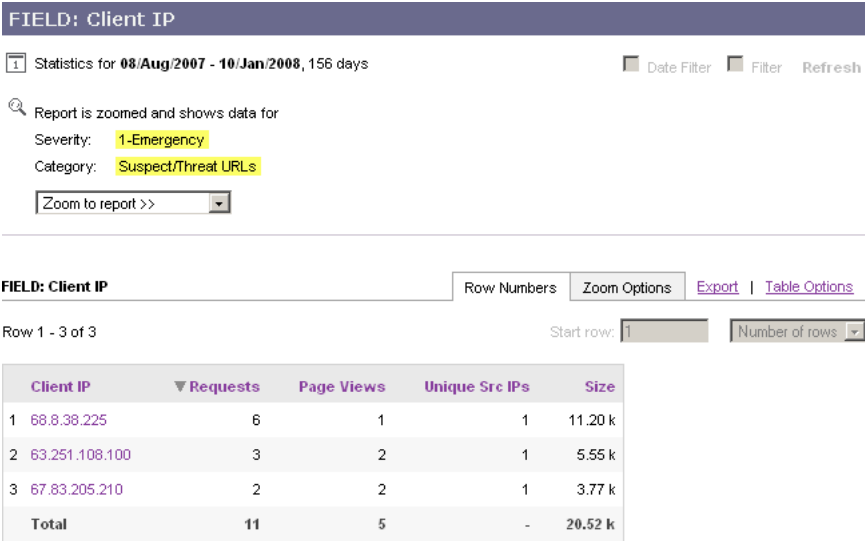 FIELD: Client IP
1 Statistics for 08/Aug/2007 - 10/Jan/2008, 156 days Date Filter Filter Refresh
Report is zoomed and shows data for
Severity: 1-Emergency
Category: Suspect/Threat URLs
Zoom to report >>
FIELD: Client IP Row Numbers Zoom Options Export | Table Options
Row 1 - 3 of 3 Start row: 1 Number of rows
Client IP Requests Page Views Unique Src IPs Size
1 68.8.38.225 6 1 1 11.20 k
2 63.251.108.100 3 2 1 5.55 k
3 67.83.205.210 2 2 1 3.77 k
Total 11 5 - 20.52 k